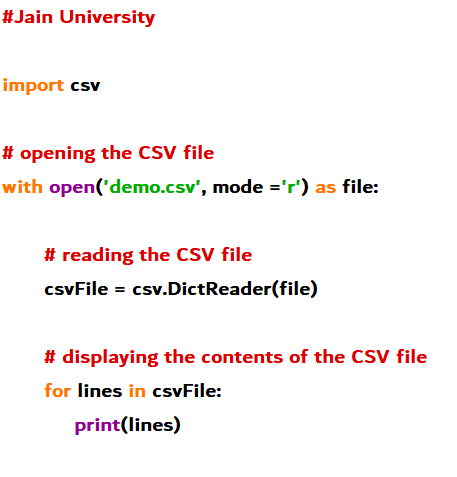 #Jain University
import csv
# opening the CSV file
with open('demo.csv', mode ='r') as file:
# reading the CSV file
csvFile = csv.DictReader(file)
# displaying the contents of the CSV file
for lines in csvFile:
print(lines)